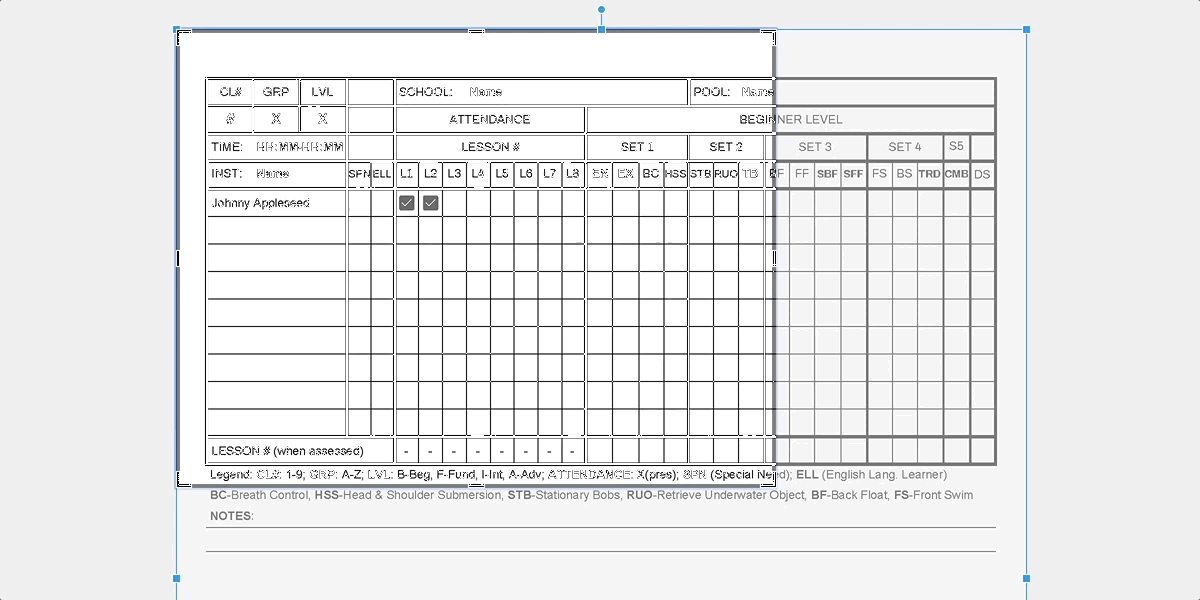 CL# GRP LVL SCHOOL: Name POOL: Name
# X X ATTENDANCE BEGINNER LEVEL
TIME: HH:MM-HH:MM LESSON # SET 1 SET 2 SET 3 SET 4 S5
INST: Name SFN ELL L1 L2 L3 L4 L5 L6 L7 L8 EN EX BC HSS STB RUO TB BF FF SBF SFF FS BS TRD CMB DS
Johnny Appleseed
LESSON # (when assessed) - - - - - - - -
Legend: CL#: 1-9; GRP: A-Z; LVL: B-Beg, F-Fund, I-Int, A-Adv; ATTENDANCE: X(pres); SFN (Special Need); ELL (English Lang. Learner)
BC-Breath Control, HSS-Head & Shoulder Submersion, STB-Stationary Bobs, RUO-Retrieve Underwater Object, BF-Back Float, FS-Front Swim
NOTES: